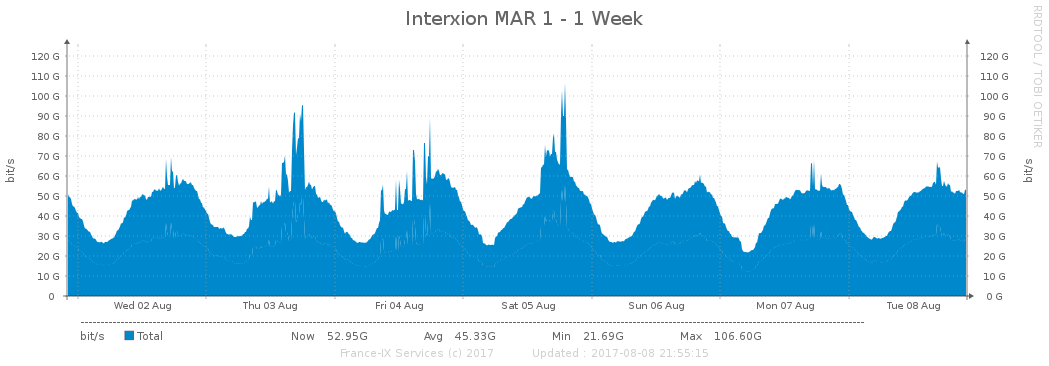 Interxion MAR 1 - 1 Week
RRDTOOL / TOBI OETIKER
bit/s
120 G 120 G
110 G 110 G
100 G 100 G
90 G 90 G
80 G 80 G
70 G 70 G
60 G 60 G
50 G 50 G
40 G 40 G
30 G 30 G
20 G 20 G
10 G 10 G
0 0 G
bit/s
Wed 02 Aug Thu 03 Aug Fri 04 Aug Sat 05 Aug Sun 06 Aug Mon 07 Aug Tue 08 Aug
bit/s Total Now 52.95G Avg 45.33G Min 21.69G Max 106.60G
France-IX Services (c) 2017 Updated : 2017-08-08 21:55:15